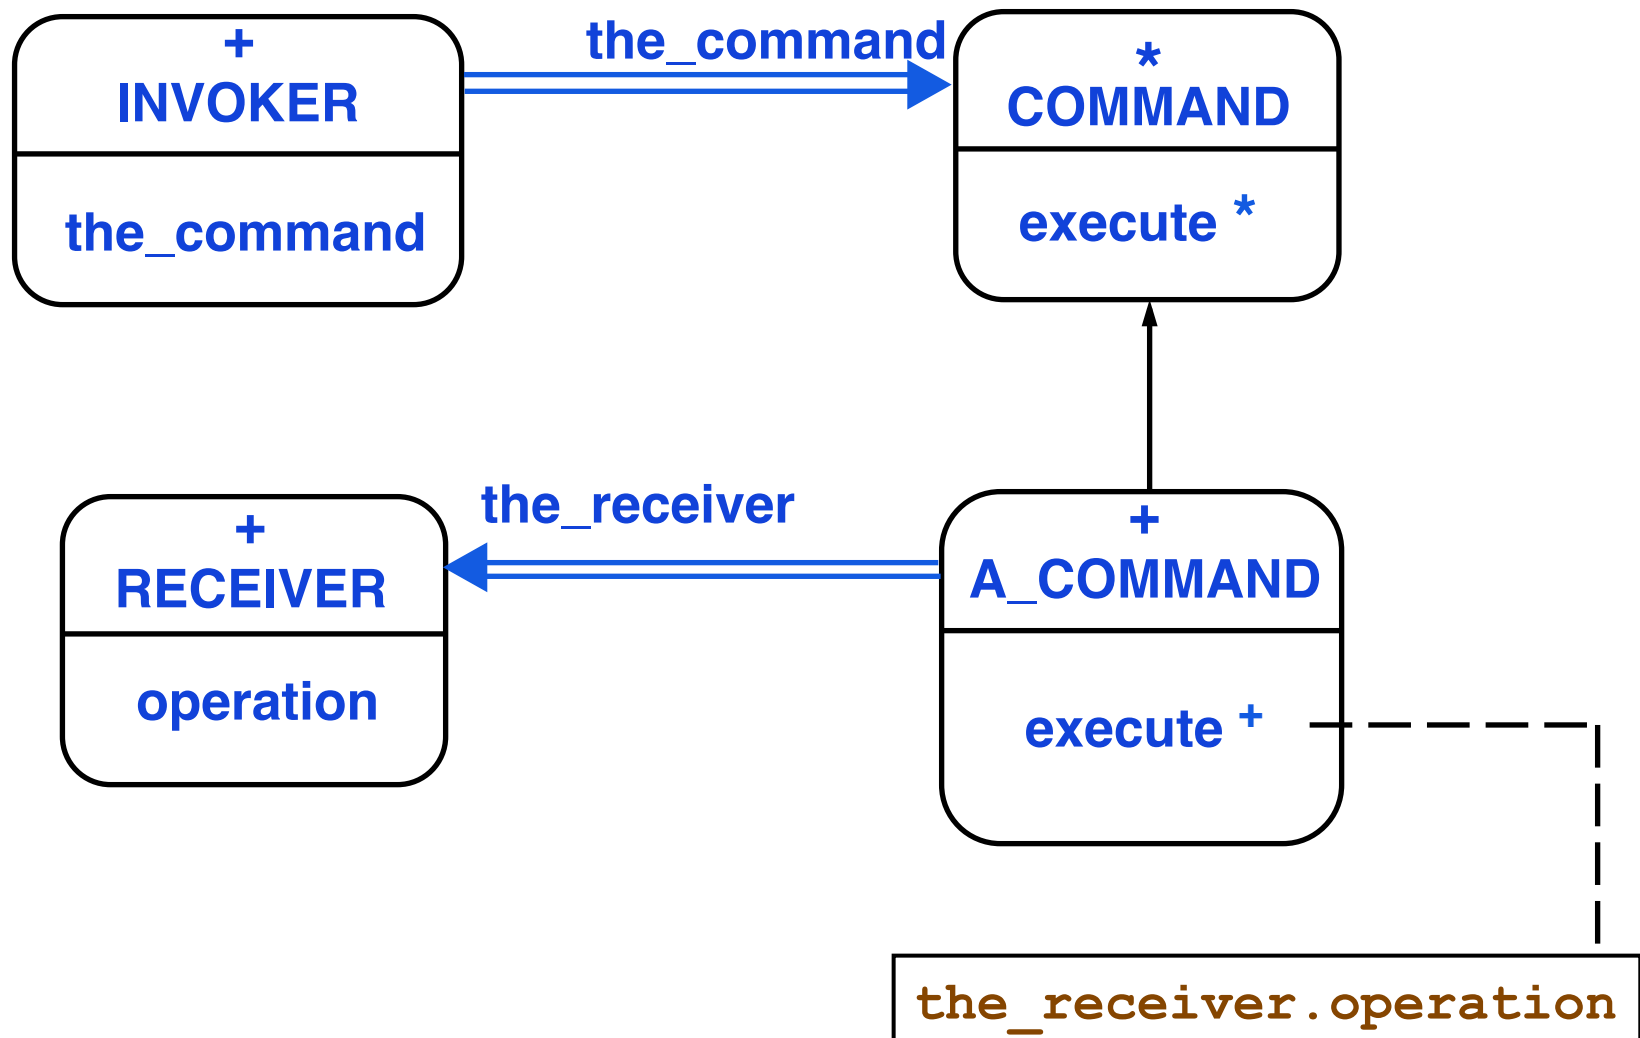 +
INVOKER
the_command
the_command
*
COMMAND
execute *
+
RECEIVER
operation
the_receiver
+
A_COMMAND
execute +
the_receiver.operation